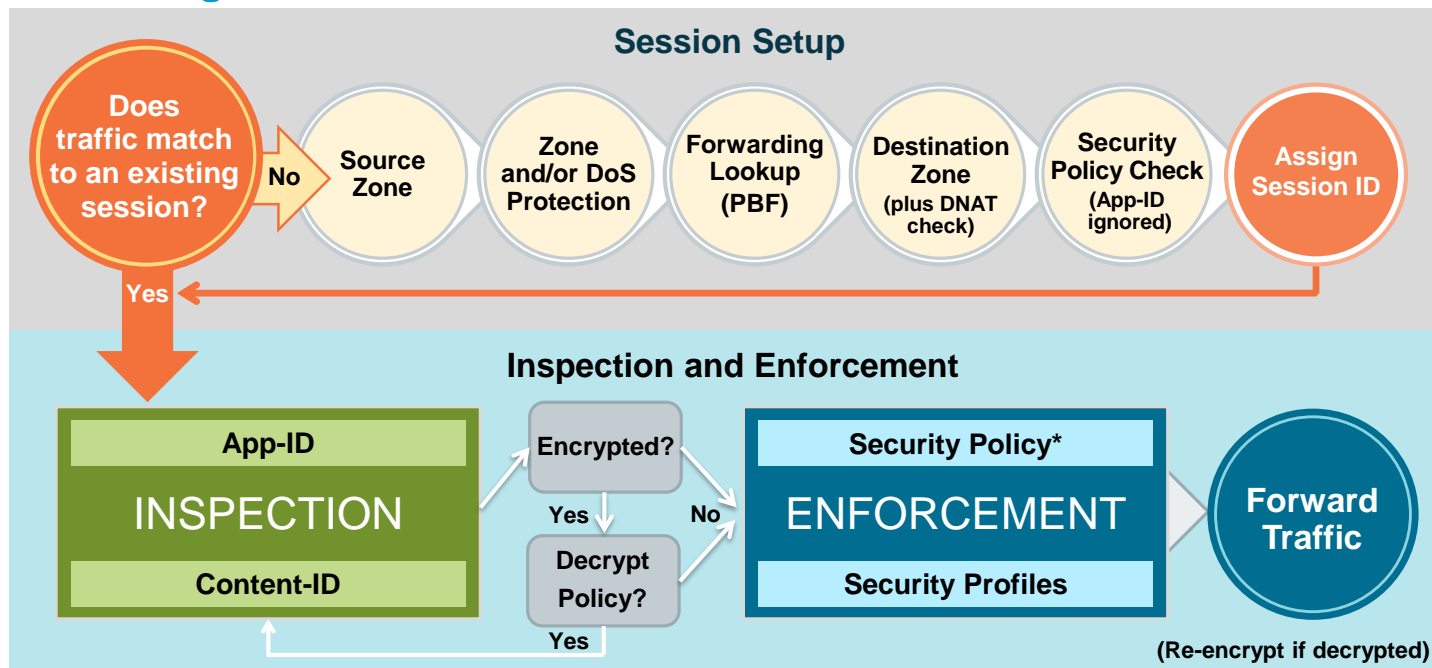 Session Setup
Does
traffic match
to an existing
session?
No
Source
Zone
Zone
and/or DoS
Protection
Forwarding
Lookup
(PBF)
Destination
Zone
(plus DNAT
check)
Security
Policy Check
(App-ID
ignored)
Assign
Session ID
Yes
Inspection and Enforcement
App-ID
INSPECTION
Content-ID
Encrypted?
Yes
No
Decrypt
Policy?
Yes
Security Policy*
ENFORCEMENT
Security Profiles
Forward
Traffic
(Re-encrypt if decrypted)